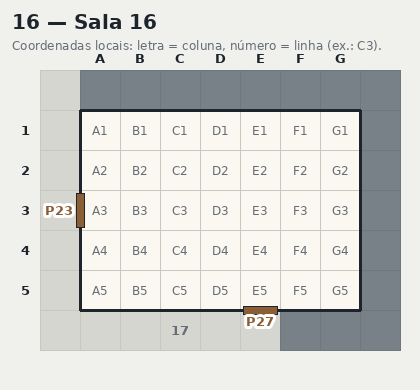 16 — Sala 16
Coordenadas locais: letra = coluna, número = linha (ex.: C3).
A B C D E F G
1 A1 B1 C1 D1 E1 F1 G1
2 A2 B2 C2 D2 E2 F2 G2
P23 3 A3 B3 C3 D3 E3 F3 G3
4 A4 B4 C4 D4 E4 F4 G4
5 A5 B5 C5 D5 E5 F5 G5
17 P27